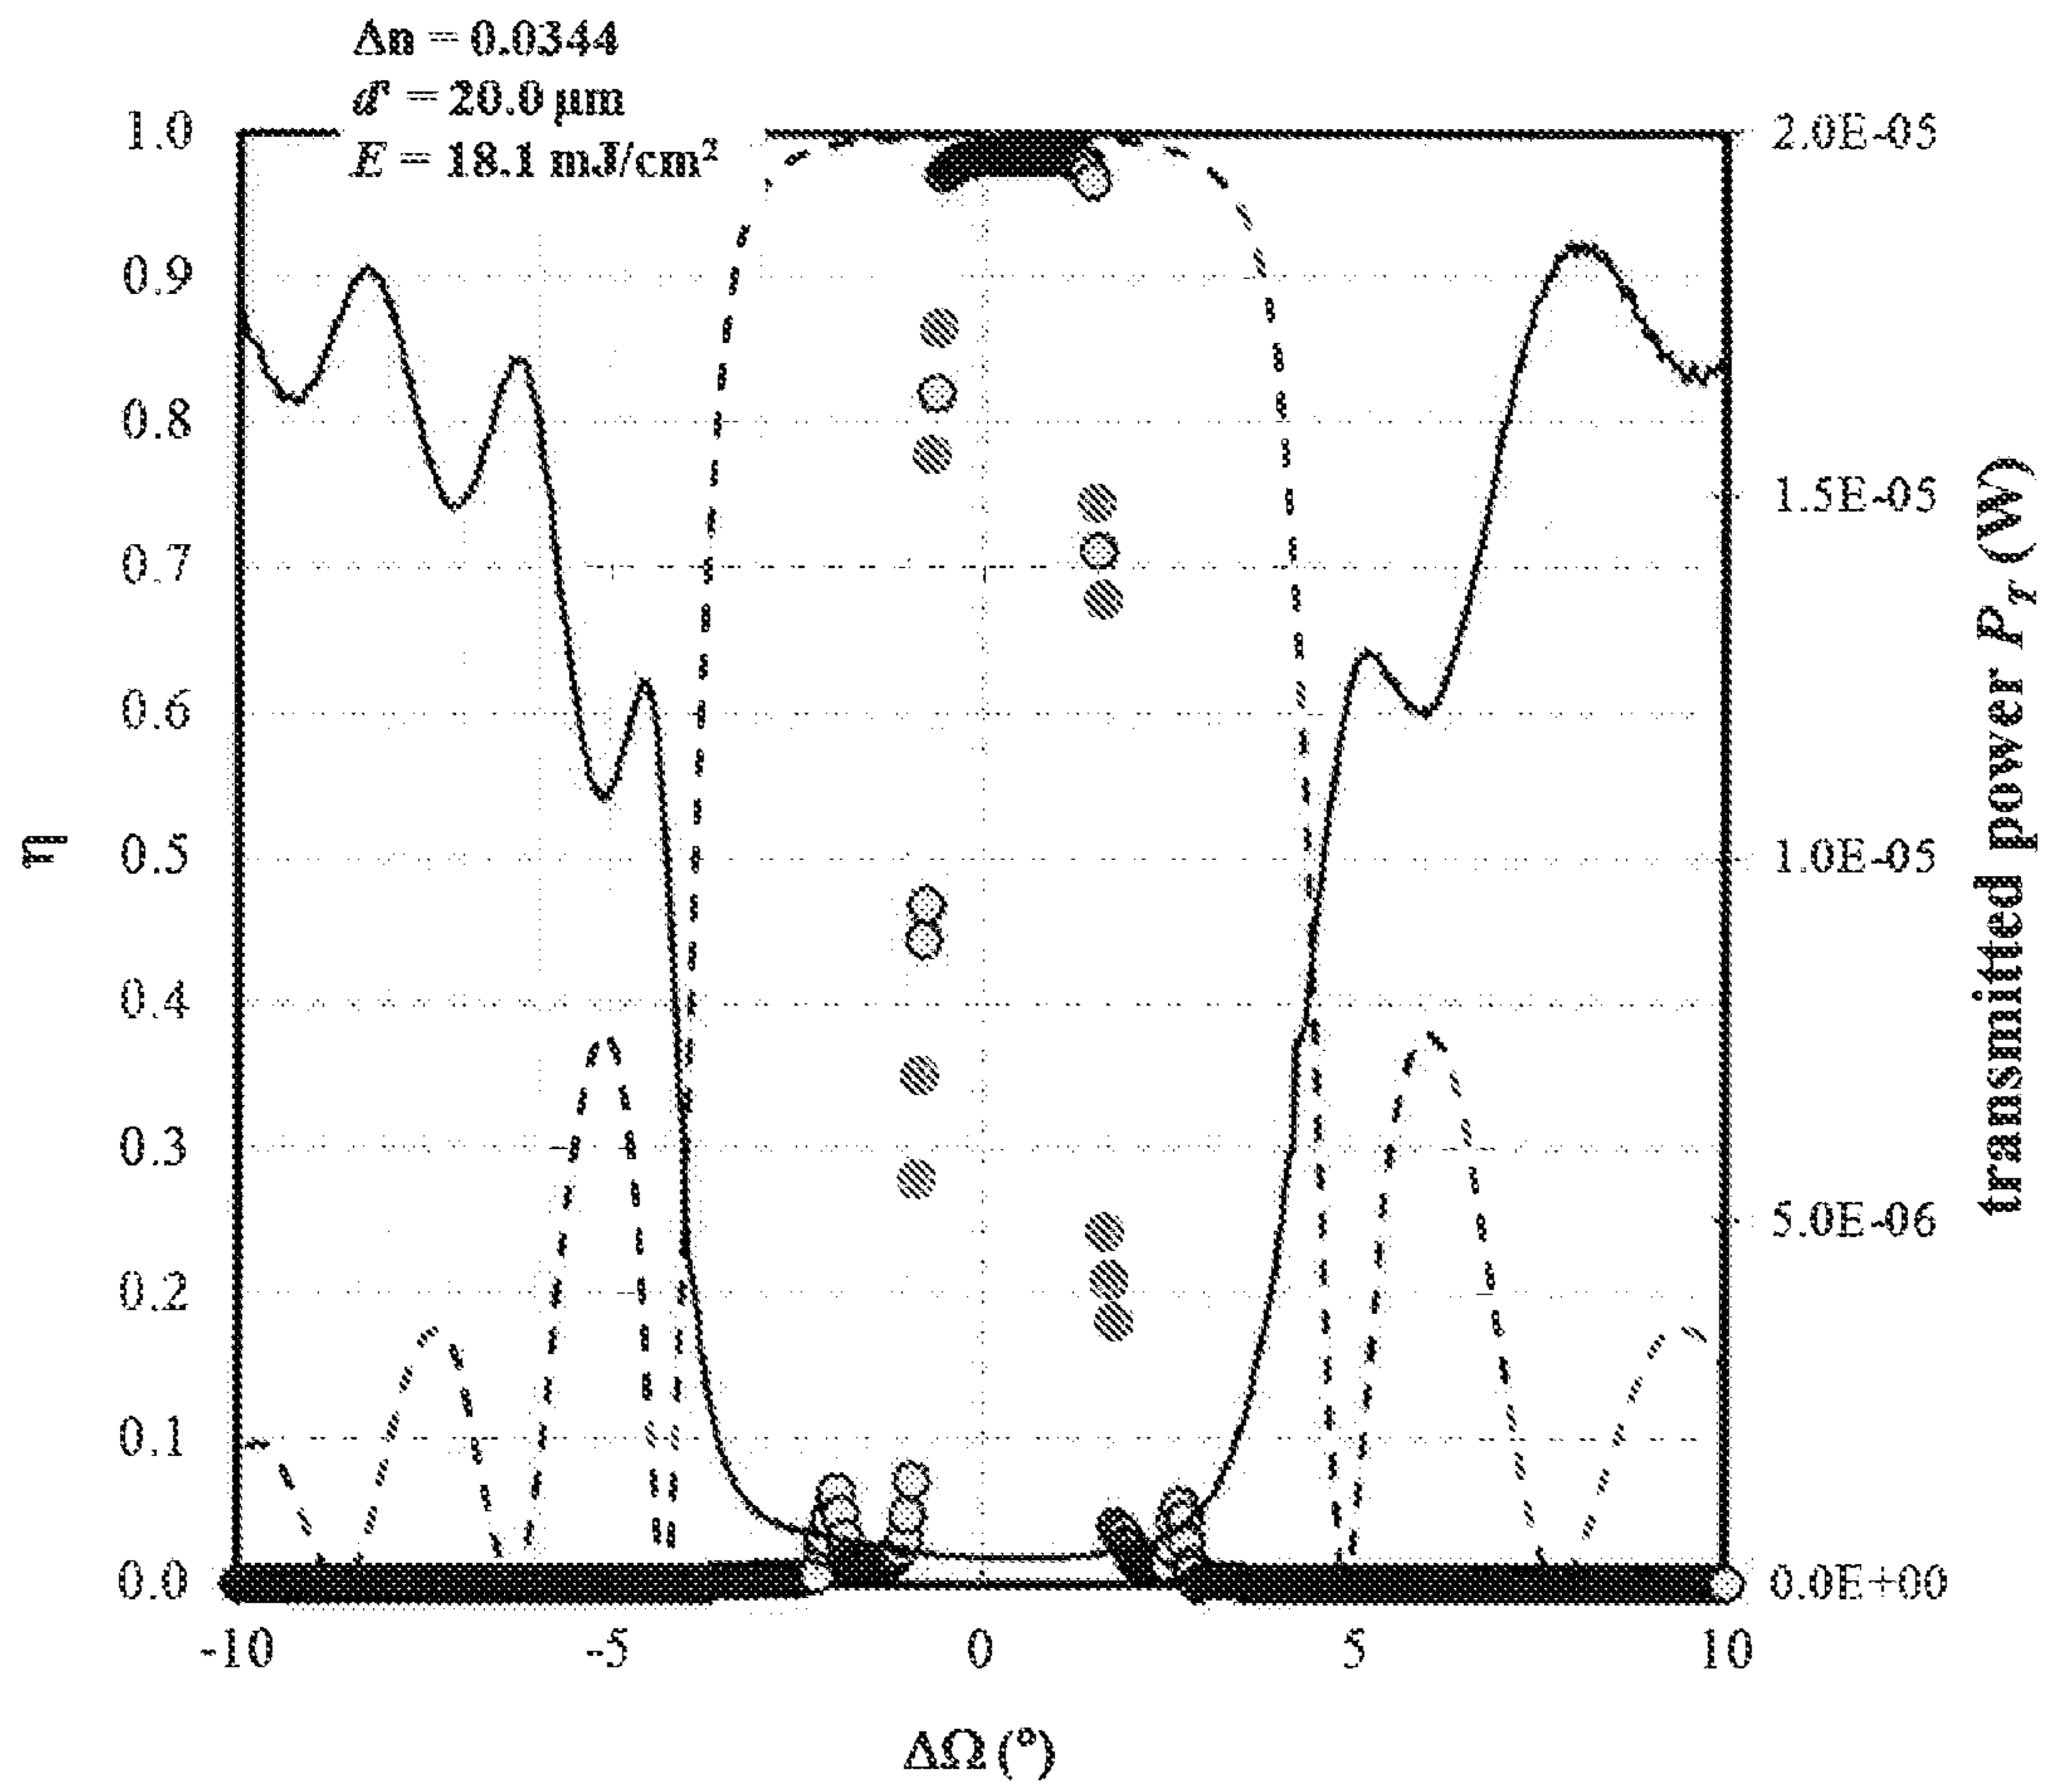 Δn = 0.0344
d' = 20.0 µm
E = 18.1 mJ/cm²
1.0
0.9
0.8
0.7
0.6
0.5
0.4
0.3
0.2
0.1
0.0
η
2.0E-05
1.5E-05
1.0E-05
5.0E-06
0.0E+00
transmitted power P_T (W)
-10 -5 0 5 10
ΔΩ (°)